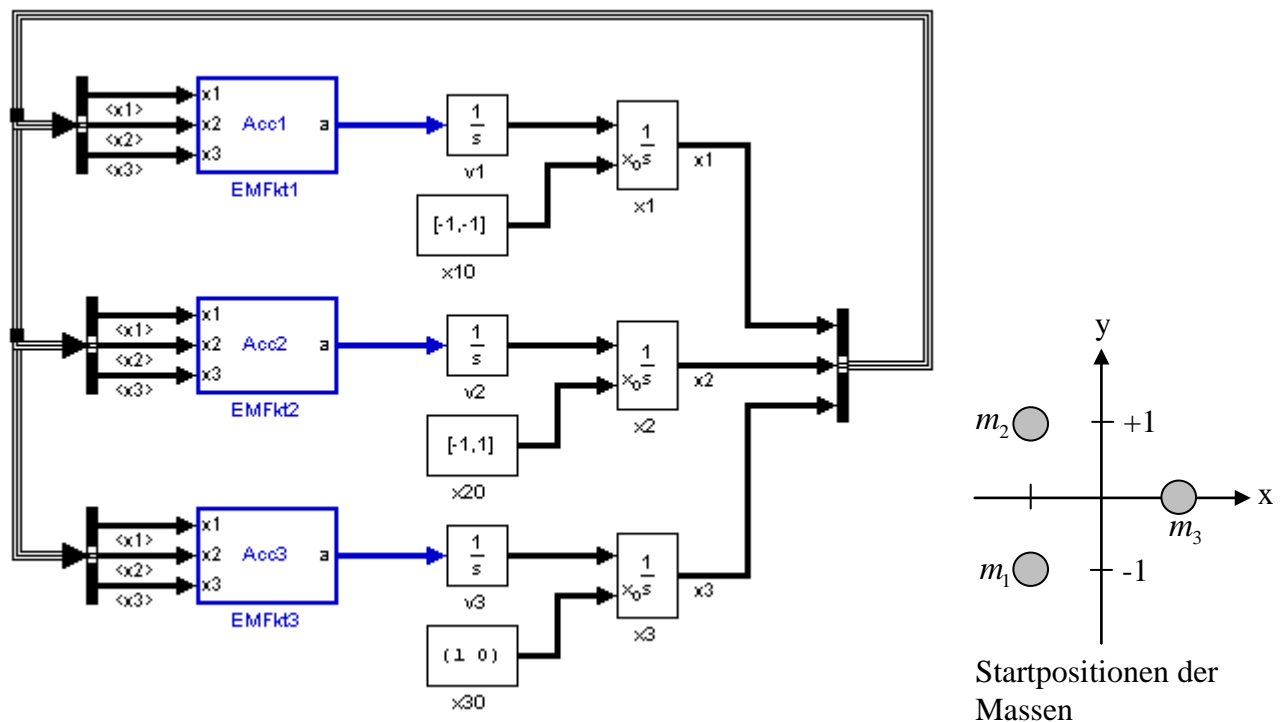 <x1>
<x2>
<x3>
x1
x2
x3
Acc1
a
EMFkt1
1
s
v1
[-1,-1]
x10
x₀ 1
s
x1
x1
<x1>
<x2>
<x3>
x1
x2
x3
Acc2
a
EMFkt2
1
s
v2
[-1,1]
x20
x₀ 1
s
x2
x2
<x1>
<x2>
<x3>
x1
x2
x3
Acc3
a
EMFkt3
1
s
v3
(1 0)
x30
x₀ 1
s
x3
x3
y
m₂
+1
x
m₃
m₁
-1
Startpositionen der
Massen